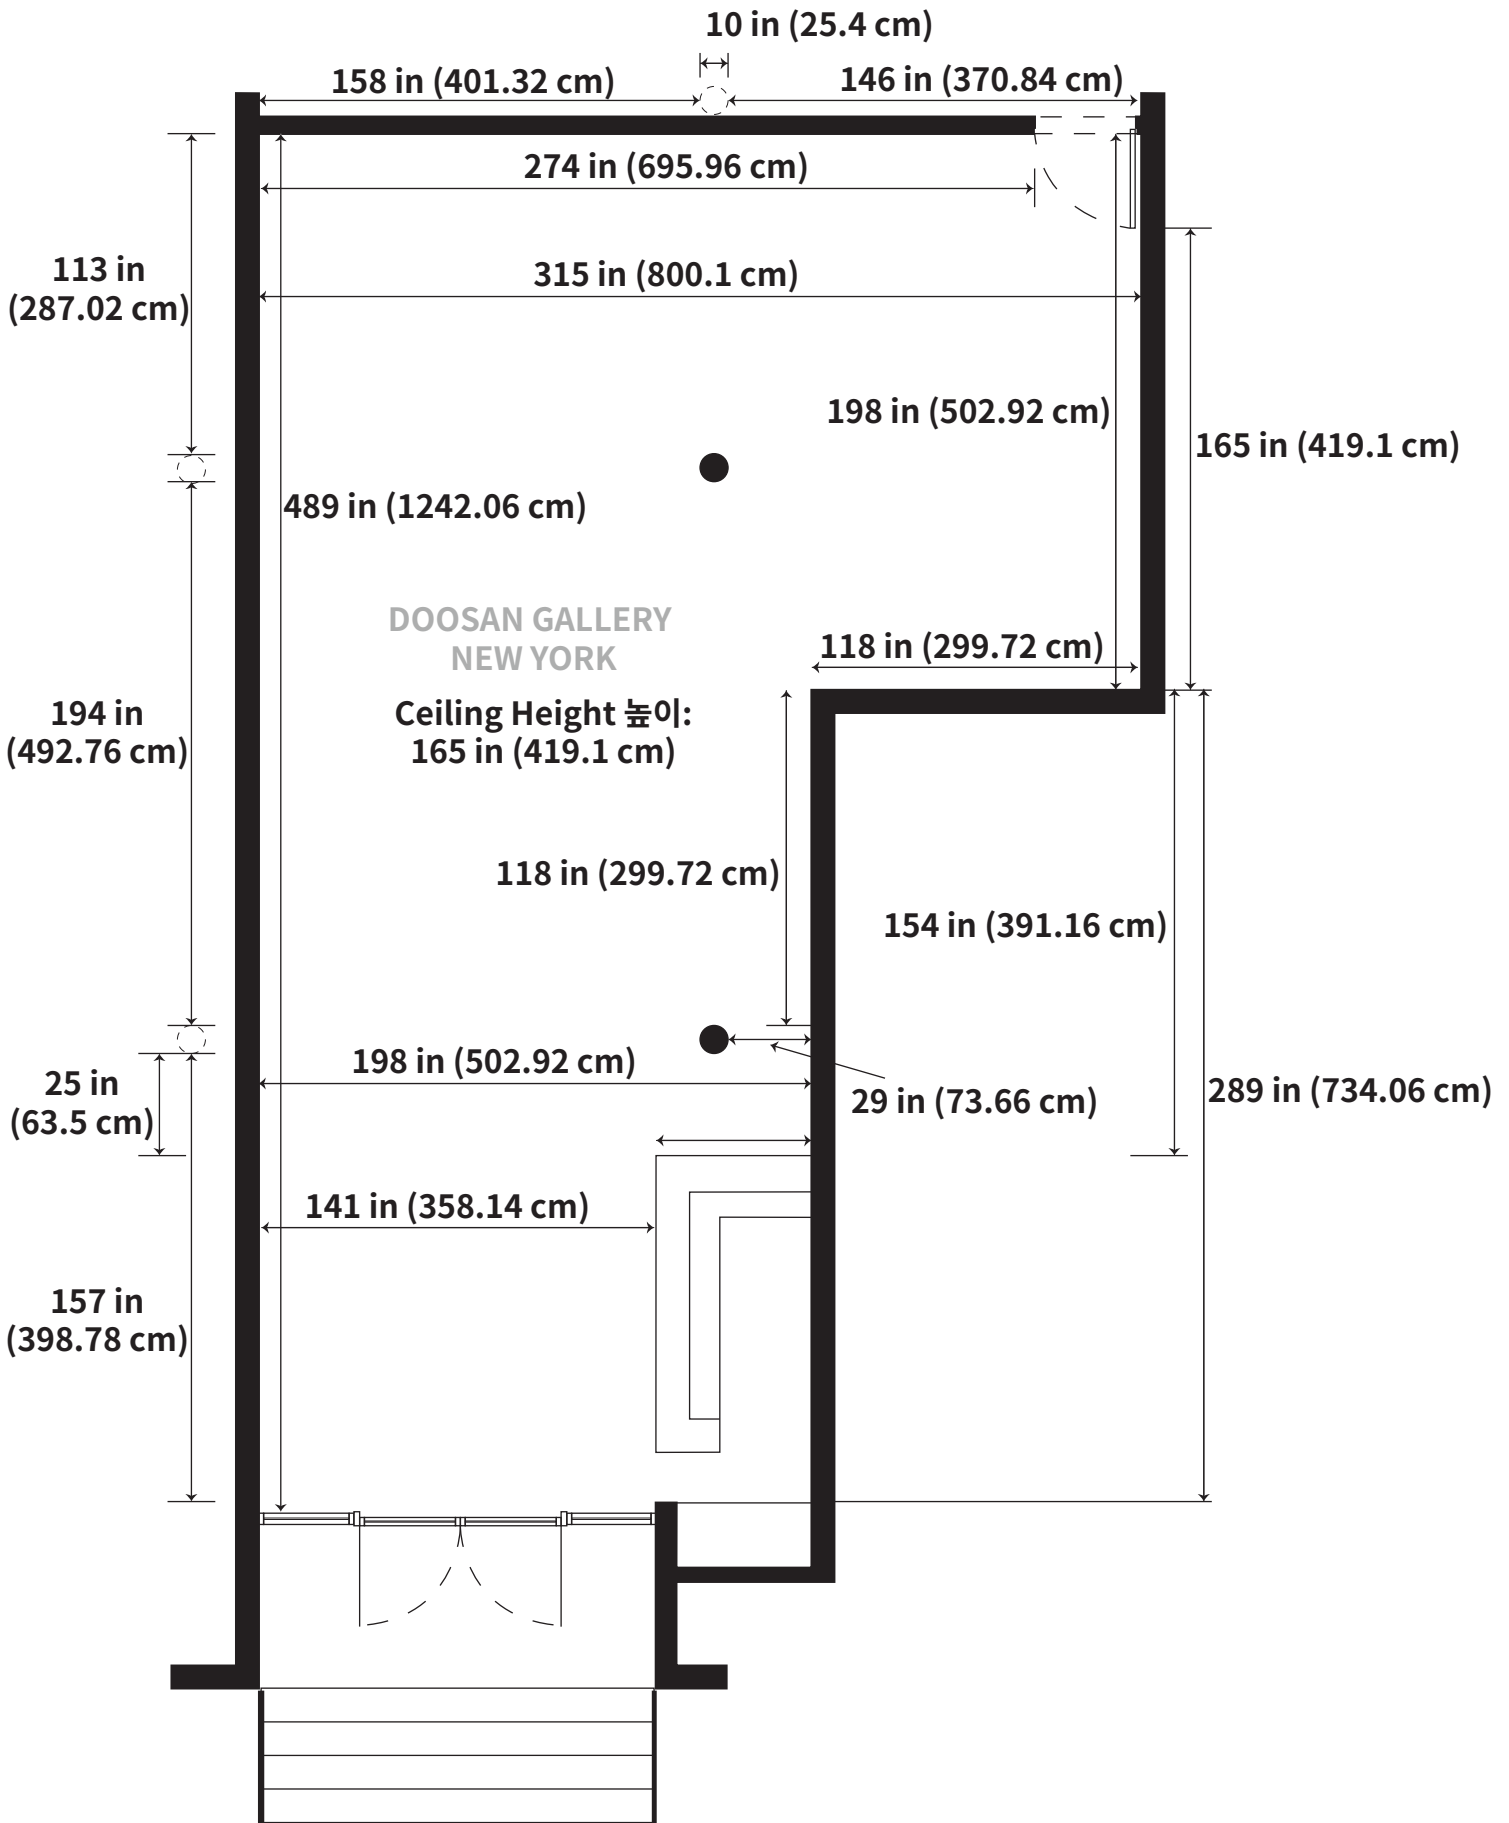 10 in (25.4 cm)
158 in (401.32 cm)
146 in (370.84 cm)
274 in (695.96 cm)
113 in
(287.02 cm)
315 in (800.1 cm)
198 in (502.92 cm)
165 in (419.1 cm)
489 in (1242.06 cm)
DOOSAN GALLERY
NEW YORK
118 in (299.72 cm)
Ceiling Height 높이:
165 in (419.1 cm)
194 in
(492.76 cm)
118 in (299.72 cm)
154 in (391.16 cm)
198 in (502.92 cm)
25 in
(63.5 cm)
29 in (73.66 cm)
289 in (734.06 cm)
141 in (358.14 cm)
157 in
(398.78 cm)